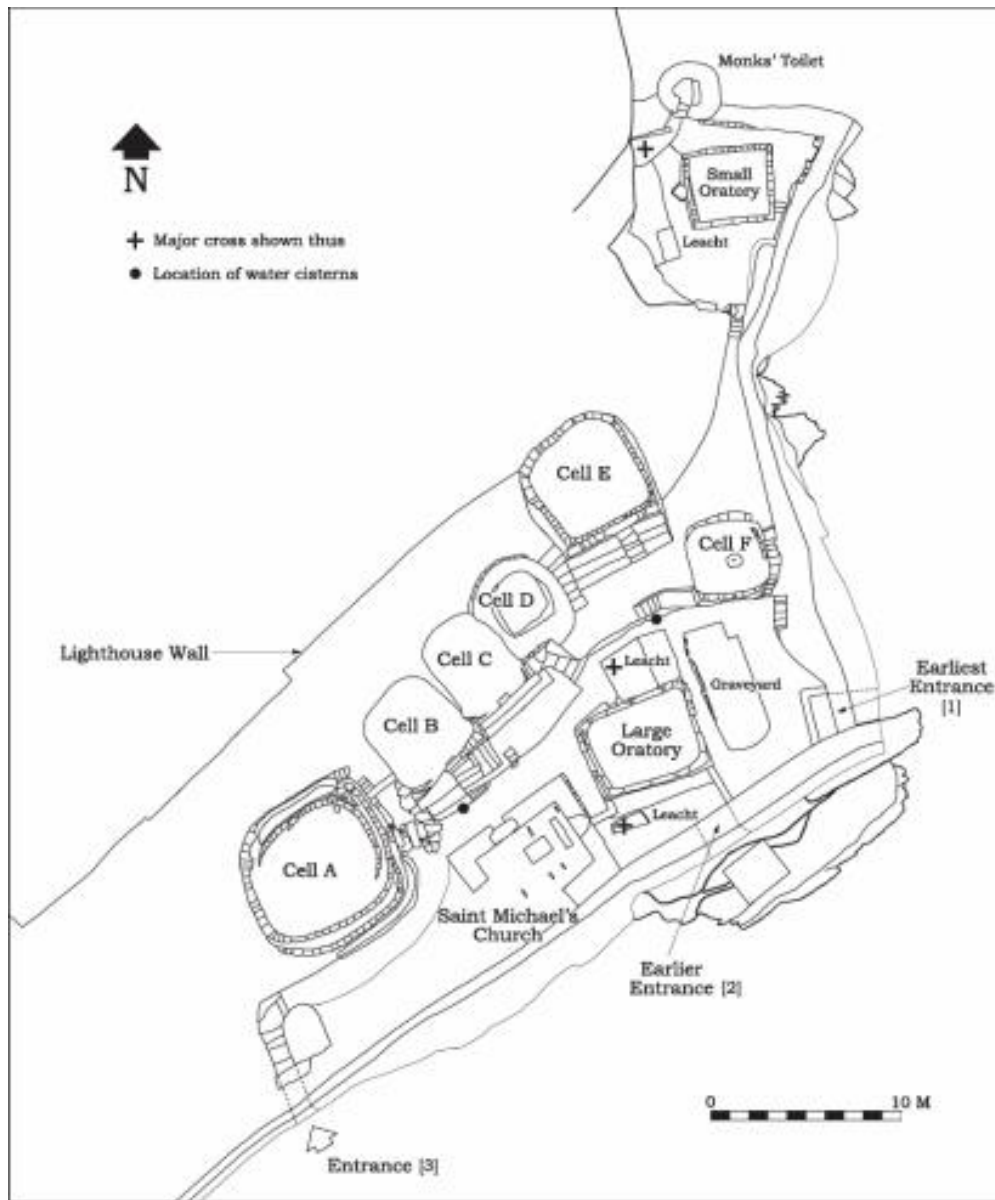 Monks' Toilet
N
Small
Oratory
Major cross shown thus
Leacht
Location of water cisterns
Cell E
Cell F
Cell D
Lighthouse Wall
Cell C
Leacht
Graveyard
Earliest
Entrance
[1]
Cell B
Large
Oratory
Leacht
Cell A
Saint Michael's
Church
Earlier
Entrance [2]
0 10 M
Entrance [3]